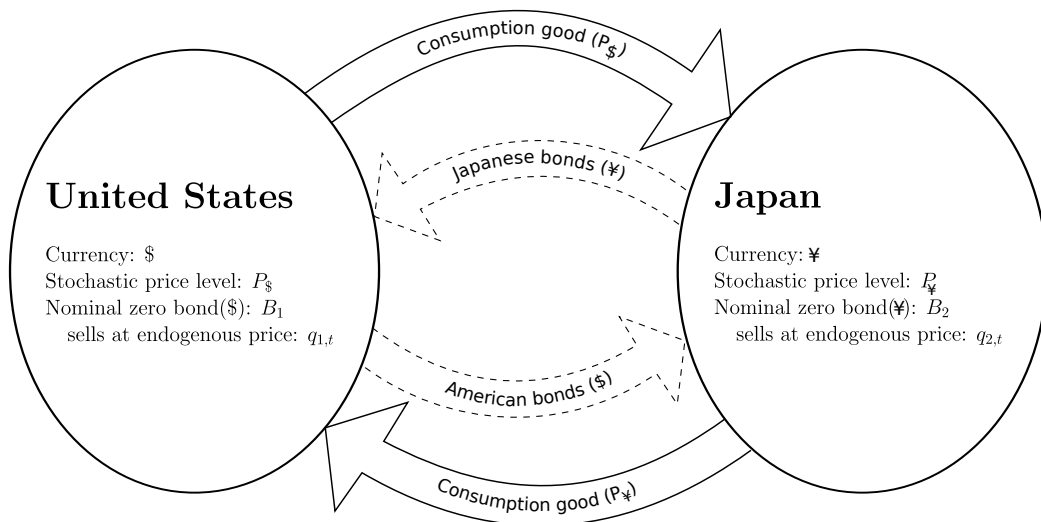 Consumption good (P$)
Japanese bonds (¥)
United States
Currency: $
Stochastic price level: P$
Nominal zero bond($): B1
sells at endogenous price: q1,t
Japan
Currency: ¥
Stochastic price level: P¥
Nominal zero bond(¥): B2
sells at endogenous price: q2,t
American bonds ($)
Consumption good (P¥)